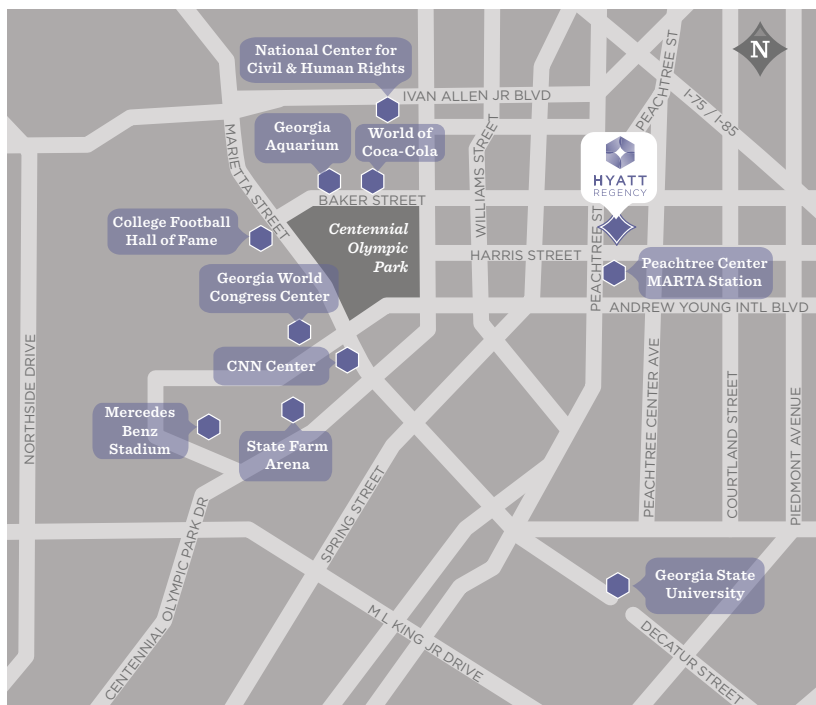 National Center for
Civil & Human Rights
N
IVAN ALLEN JR BLVD
PEACHTREE ST
I-75 / I-85
Georgia
Aquarium
World of
Coca-Cola
MARIETTA STREET
WILLIAMS STREET
HYATT
REGENCY
BAKER STREET
College Football
Hall of Fame
Centennial
Olympic
Park
PEACHTREE ST
HARRIS STREET
Peachtree Center
MARTA Station
Georgia World
Congress Center
ANDREW YOUNG INTL BLVD
CNN Center
NORTHSIDE DRIVE
Mercedes
Benz
Stadium
State Farm
Arena
PEACHTREE CENTER AVE
COURTLAND STREET
PIEDMONT AVENUE
SPRING STREET
CENTENNIAL OLYMPIC PARK DR
Georgia State
University
M L KING JR DRIVE
DECATUR STREET